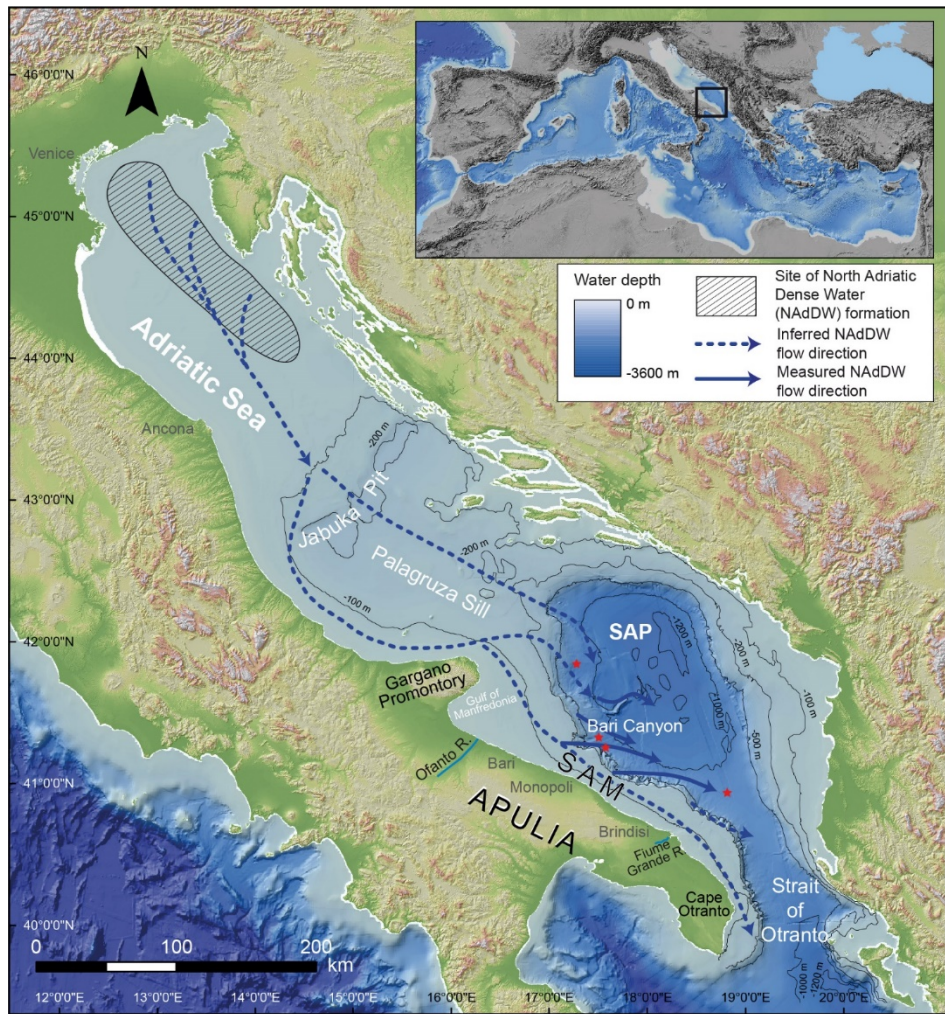 N
46°0'0"N
45°0'0"N
44°0'0"N
43°0'0"N
42°0'0"N
41°0'0"N
40°0'0"N
Venice
Adriatic Sea
Ancona
-200 m
Jabuka Pit
Palagruza Sill
-200 m
-100 m
SAP
-1200 m
-200 m
-100 m
-1000 m
-500 m
Gargano
Promontory
Gulf of
Manfredonia
Bari Canyon
Ofanto R.
Bari
SAM
Monopoli
APULIA
Brindisi
Fiume
Grande R.
Cape
Otranto
Strait
of
Otranto
-1000 m
-1200 m
0 100 200
km
12°0'0"E 13°0'0"E 14°0'0"E 15°0'0"E 16°0'0"E 17°0'0"E 18°0'0"E 19°0'0"E 20°0'0"E
Water depth
0 m
-3600 m
Site of North Adriatic
Dense Water
(NAdDW) formation
Inferred NAdDW
flow direction
Measured NAdDW
flow direction